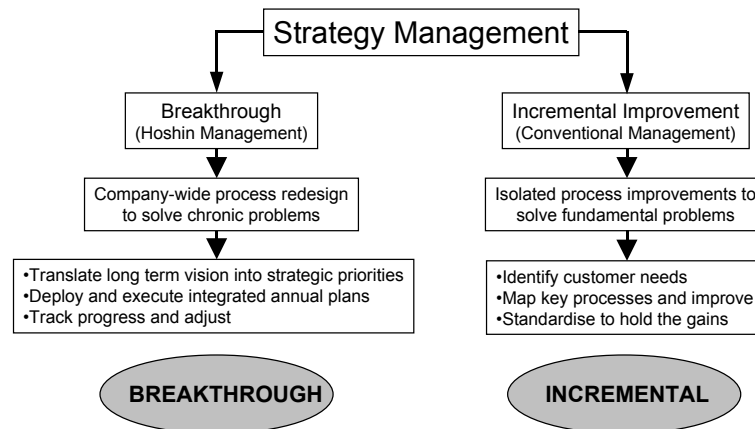 Strategy Management
Breakthrough
(Hoshin Management)
Company-wide process redesign
to solve chronic problems
•Translate long term vision into strategic priorities
•Deploy and execute integrated annual plans
•Track progress and adjust
BREAKTHROUGH
Incremental Improvement
(Conventional Management)
Isolated process improvements to
solve fundamental problems
•Identify customer needs
•Map key processes and improve
•Standardise to hold the gains
INCREMENTAL